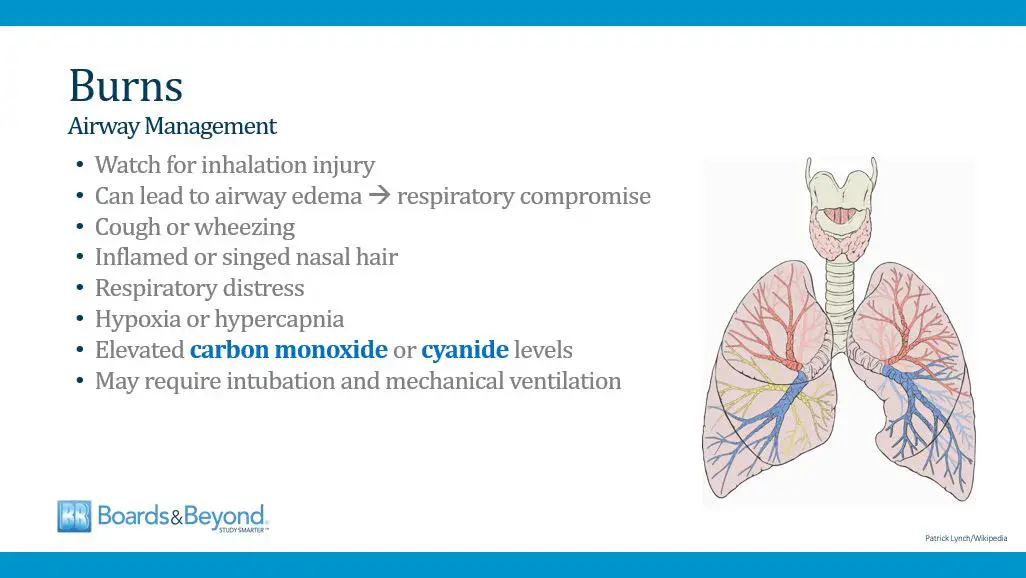 Burns
Airway Management
• Watch for inhalation injury
• Can lead to airway edema → respiratory compromise
• Cough or wheezing
• Inflamed or singed nasal hair
• Respiratory distress
• Hypoxia or hypercapnia
• Elevated carbon monoxide or cyanide levels
• May require intubation and mechanical ventilation
BB Boards&Beyond.
STUDY SMARTER™
Patrick Lynch/Wikipedia